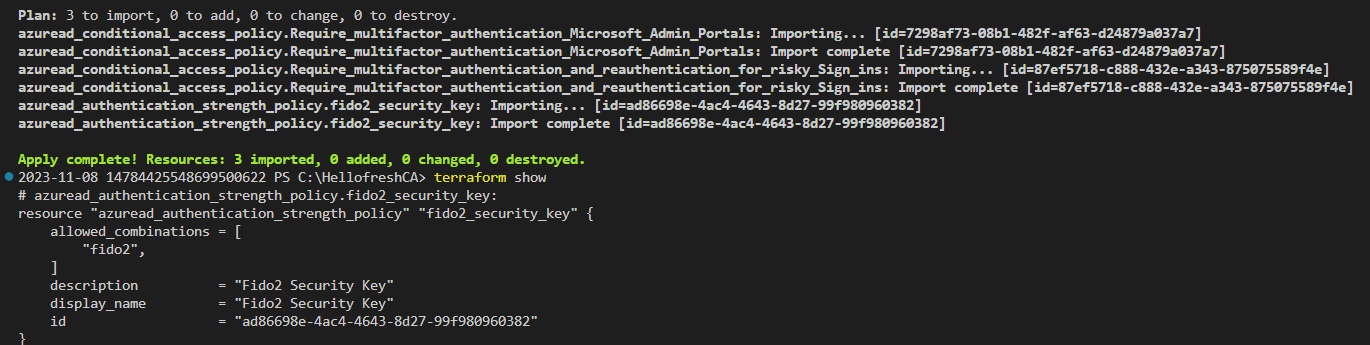 Plan: 3 to import, 0 to add, 0 to change, 0 to destroy.
azuread_conditional_access_policy.Require_multifactor_authentication_Microsoft_Admin_Portals: Importing... [id=7298af73-08b1-482f-af63-d24879a037a7]
azuread_conditional_access_policy.Require_multifactor_authentication_Microsoft_Admin_Portals: Import complete [id=7298af73-08b1-482f-af63-d24879a037a7]
azuread_conditional_access_policy.Require_multifactor_authentication_and_reauthentication_for_risky_Sign_ins: Importing... [id=87ef5718-c888-432e-a343-875075589f4e]
azuread_conditional_access_policy.Require_multifactor_authentication_and_reauthentication_for_risky_Sign_ins: Import complete [id=87ef5718-c888-432e-a343-875075589f4e]
azuread_authentication_strength_policy.fido2_security_key: Importing... [id=ad86698e-4ac4-4643-8d27-99f980960382]
azuread_authentication_strength_policy.fido2_security_key: Import complete [id=ad86698e-4ac4-4643-8d27-99f980960382]
Apply complete! Resources: 3 imported, 0 added, 0 changed, 0 destroyed.
2023-11-08 14784425548699500622 PS C:\HellofreshCA> terraform show
# azuread_authentication_strength_policy.fido2_security_key:
resource "azuread_authentication_strength_policy" "fido2_security_key" {
    allowed_combinations = [
        "fido2",
    ]
    description          = "Fido2 Security Key"
    display_name         = "Fido2 Security Key"
    id                   = "ad86698e-4ac4-4643-8d27-99f980960382"
}